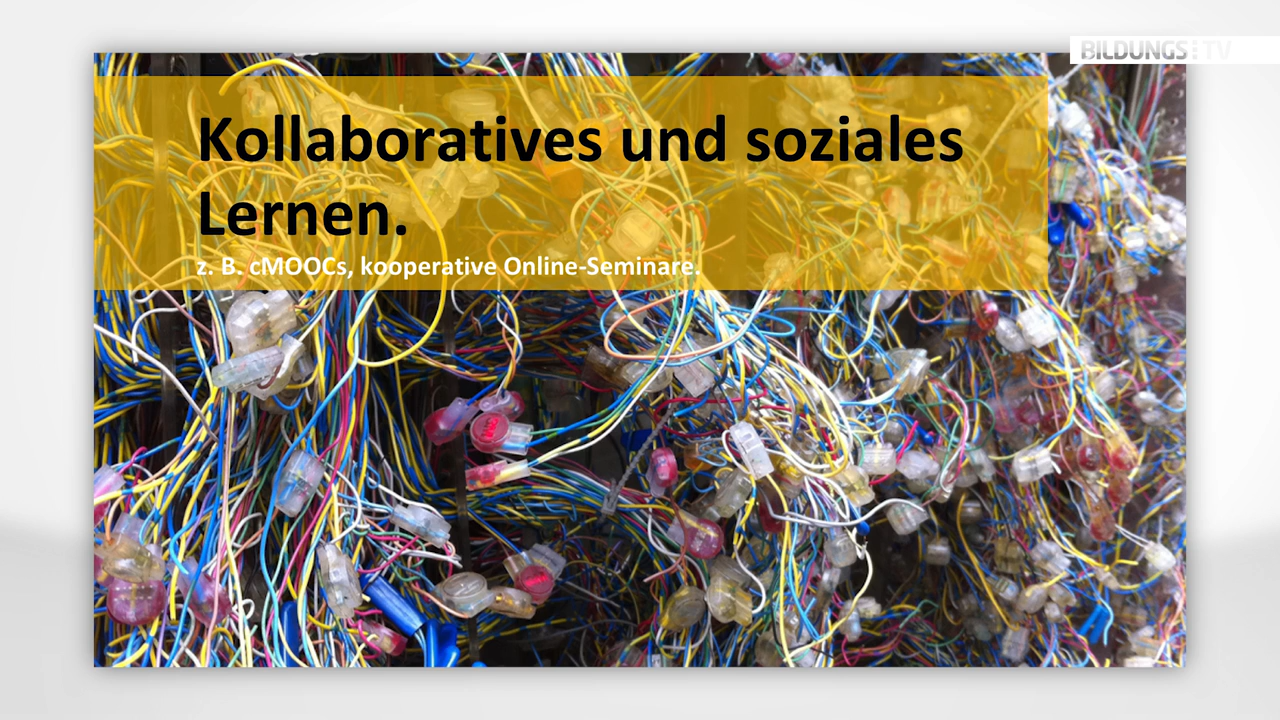 BILDUNGS TV
Kollaboratives und soziales
Lernen.
z. B. cMOOCs, kooperative Online-Seminare.